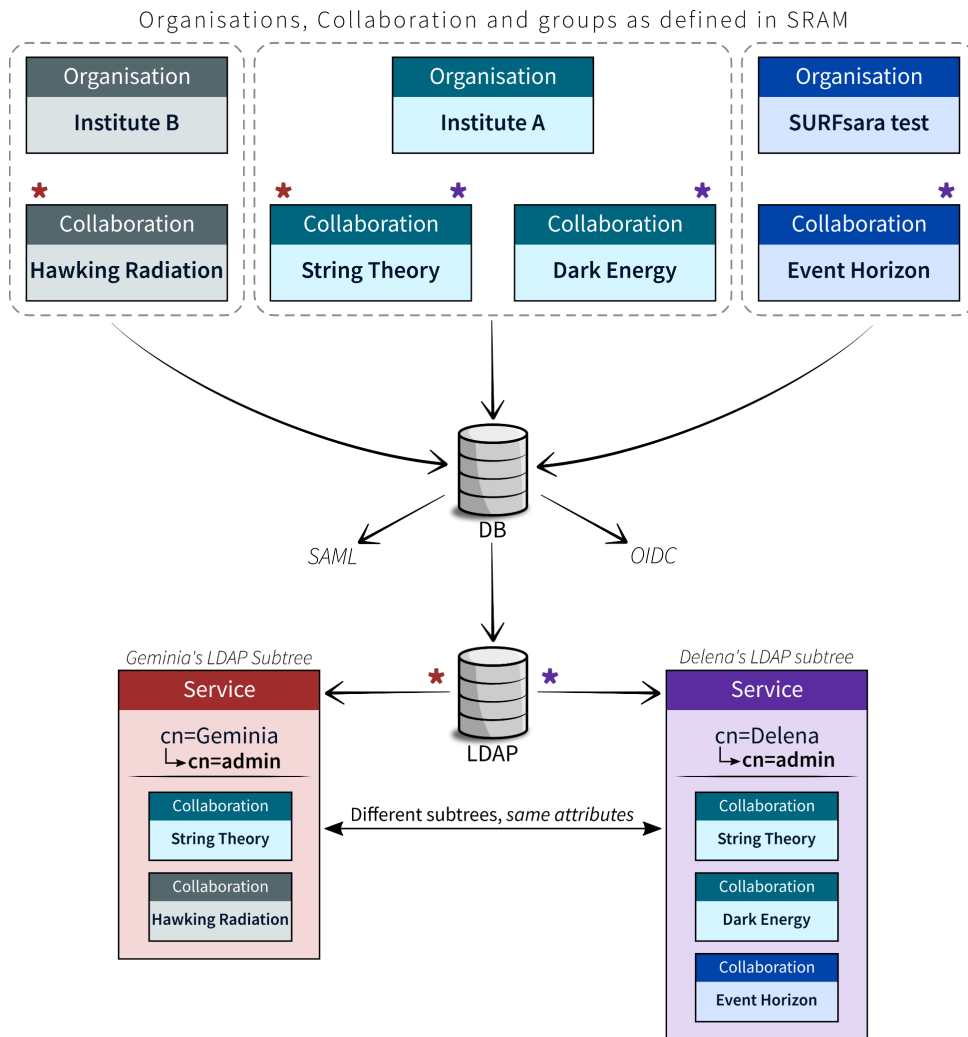 Organisations, Collaboration and groups as defined in SRAM
Organisation
Institute B
Organisation
Institute A
Organisation
SURFsara test
*
*
*
*
*
Collaboration
Hawking Radiation
Collaboration
String Theory
Collaboration
Dark Energy
Collaboration
Event Horizon
DB
SAML
OIDC
Geminia's LDAP Subtree
Delena's LDAP subtree
*
*
LDAP
Service
cn=Geminia
cn=admin
Collaboration
String Theory
Collaboration
Hawking Radiation
Different subtrees, same attributes
Service
cn=Delena
cn=admin
Collaboration
String Theory
Collaboration
Dark Energy
Collaboration
Event Horizon